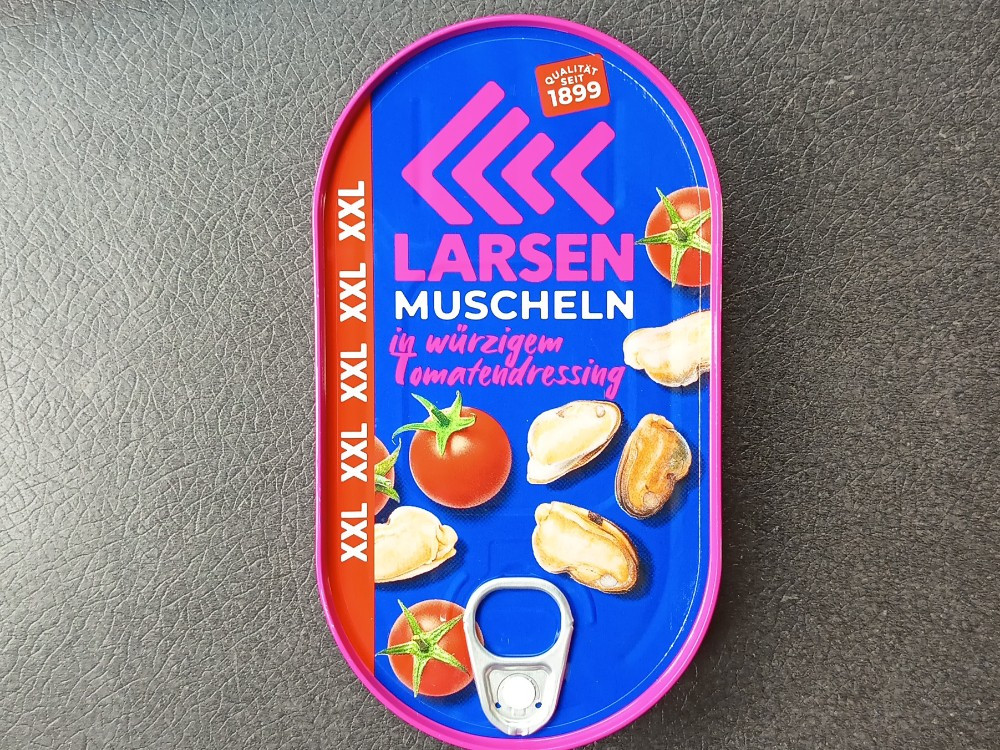 QUALITÄT
SEIT
1899
LARSEN
MUSCHELN
in würzigem
Tomatendressing
XXL XXL XXL XXL XXL